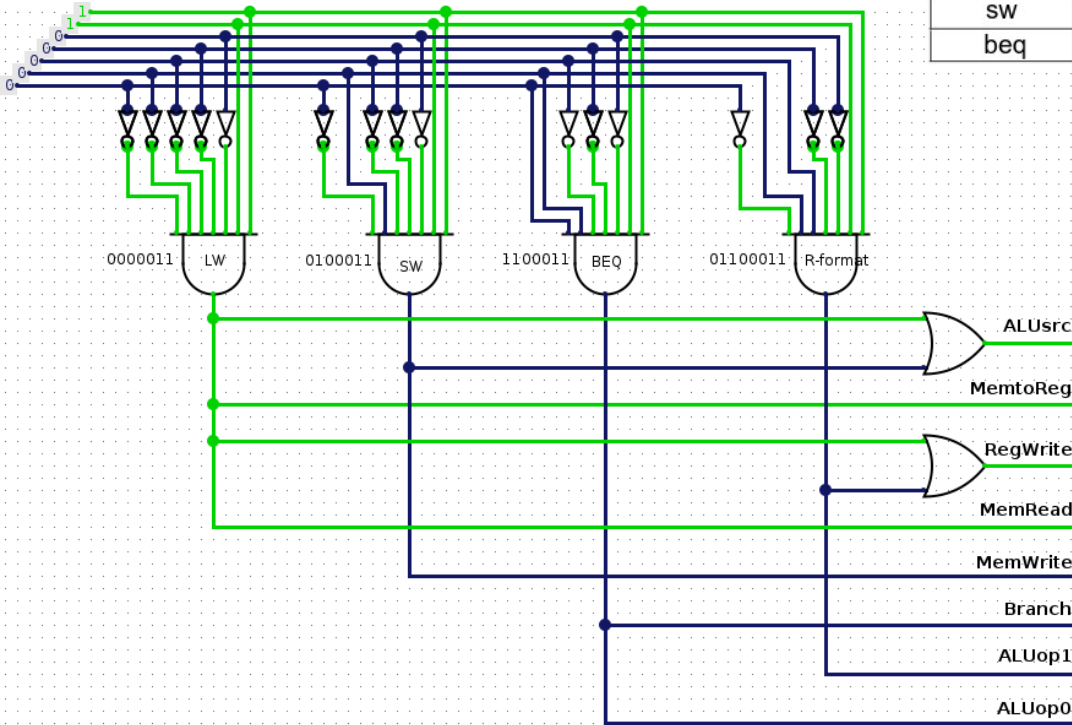 1
1
0
0
0
0
0
sw
beq
0000011
LW
0100011
SW
1100011
BEQ
01100011
R-format
ALUsrc
MemtoReg
RegWrite
MemRead
MemWrite
Branch
ALUop1
ALUop0